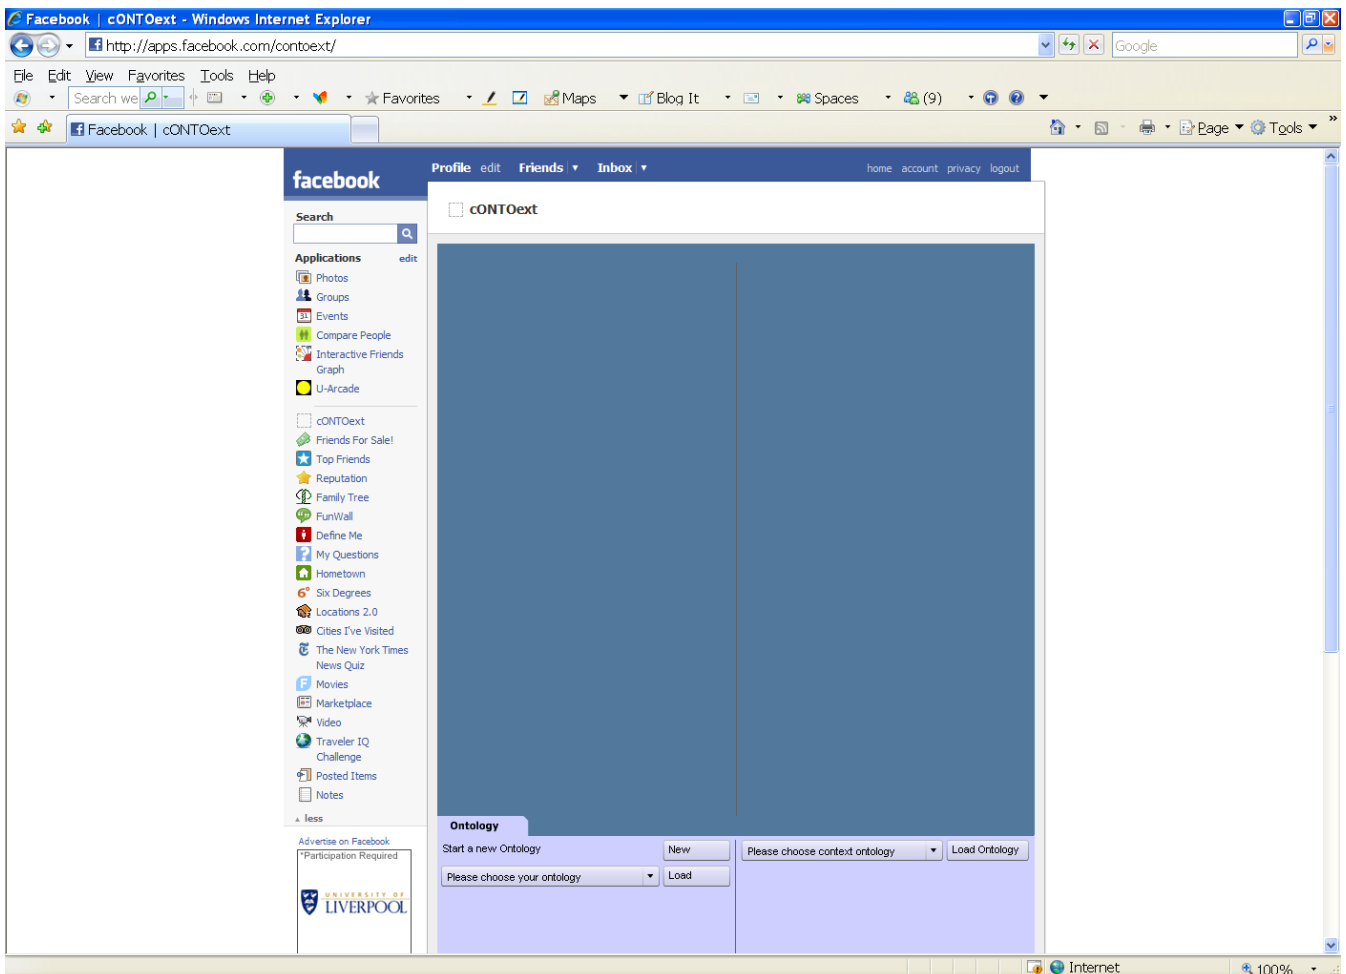 Facebook | cONTOext - Windows Internet Explorer
http://apps.facebook.com/contoext/
Google
File Edit View Favorites Tools Help
Search we
Favorites
Maps
Blog It
Spaces
(9)
Facebook | cONTOext
Page
Tools
facebook
Profile edit Friends Inbox
home account privacy logout
cONTOext
Search
Applications edit
Photos
Groups
31
Events
Compare People
Interactive Friends
Graph
U-Arcade
cONTOext
Friends For Sale!
Top Friends
Reputation
Family Tree
FunWall
Define Me
My Questions
Hometown
6° Six Degrees
Locations 2.0
Cities I've Visited
The New York Times
News Quiz
Movies
Marketplace
Video
Traveler IQ
Challenge
Posted Items
Notes
less
Advertise on Facebook
*Participation Required
UNIVERSITY OF
LIVERPOOL
Ontology
Start a new Ontology
New
Please choose your ontology
Load
Please choose context ontology
Load Ontology
Internet
100%